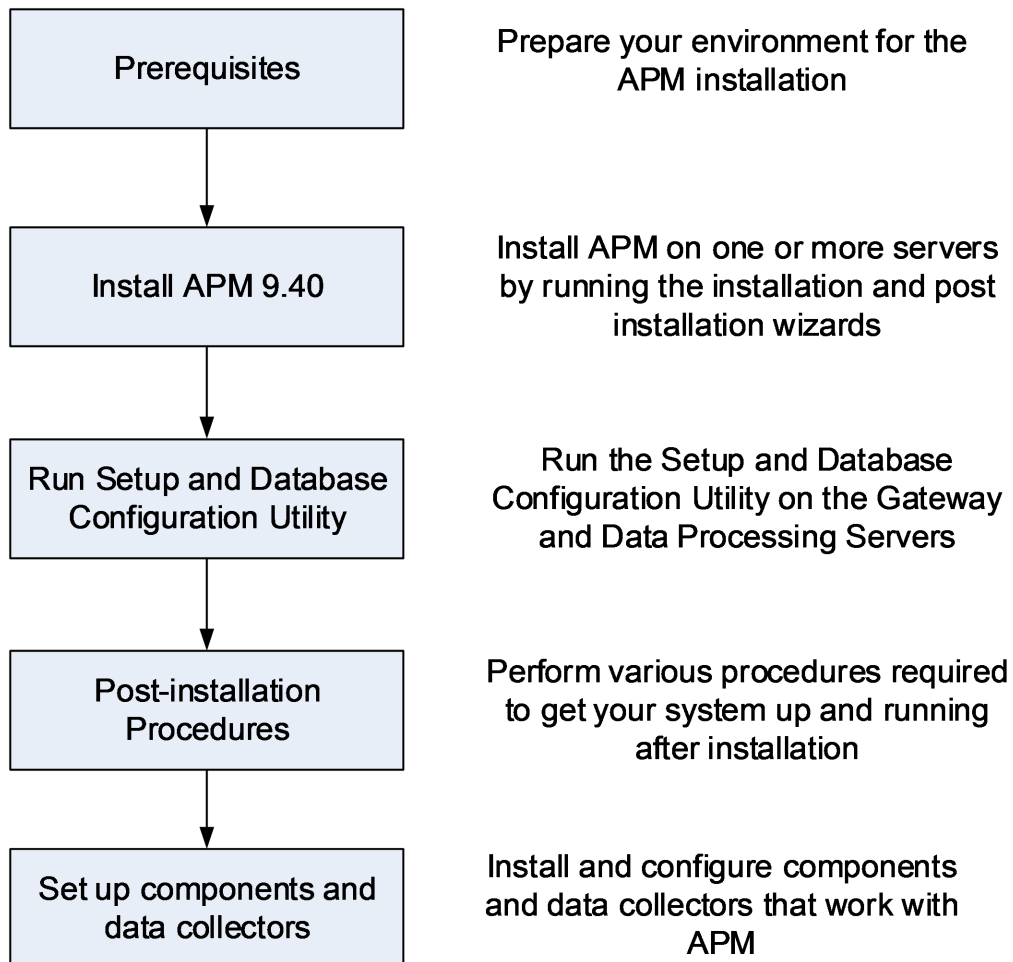 Prerequisites
Prepare your environment for the
APM installation
Install APM 9.40
Install APM on one or more servers
by running the installation and post
installation wizards
Run Setup and Database
Configuration Utility
Run the Setup and Database
Configuration Utility on the Gateway
and Data Processing Servers
Post-installation
Procedures
Perform various procedures required
to get your system up and running
after installation
Set up components and
data collectors
Install and configure components
and data collectors that work with
APM